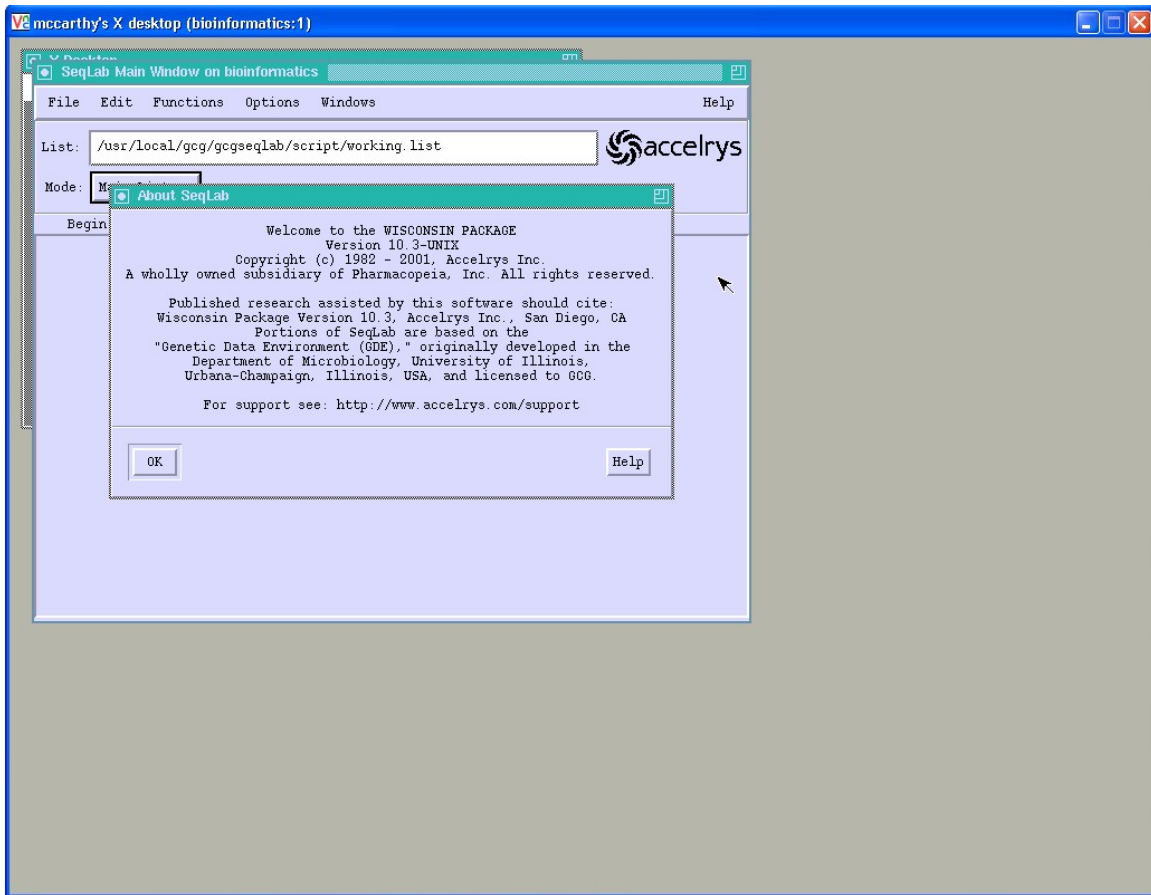 mccarthy's X desktop (bioinformatics:1)
X Desktop
SeqLab Main Window on bioinformatics
File Edit Functions Options Windows Help
List: /usr/local/gcg/gcgseqlab/script/working.list
accelrys
Mode:
About SeqLab
Begin
Welcome to the WISCONSIN PACKAGE
Version 10.3-UNIX
Copyright (c) 1982 - 2001, Accelrys Inc.
A wholly owned subsidiary of Pharmacopeia, Inc. All rights reserved.
Published research assisted by this software should cite:
Wisconsin Package Version 10.3, Accelrys Inc., San Diego, CA
Portions of SeqLab are based on the
"Genetic Data Environment (GDE)," originally developed in the
Department of Microbiology, University of Illinois,
Urbana-Champaign, Illinois, USA, and licensed to GCG.
For support see: http://www.accelrys.com/support
OK Help